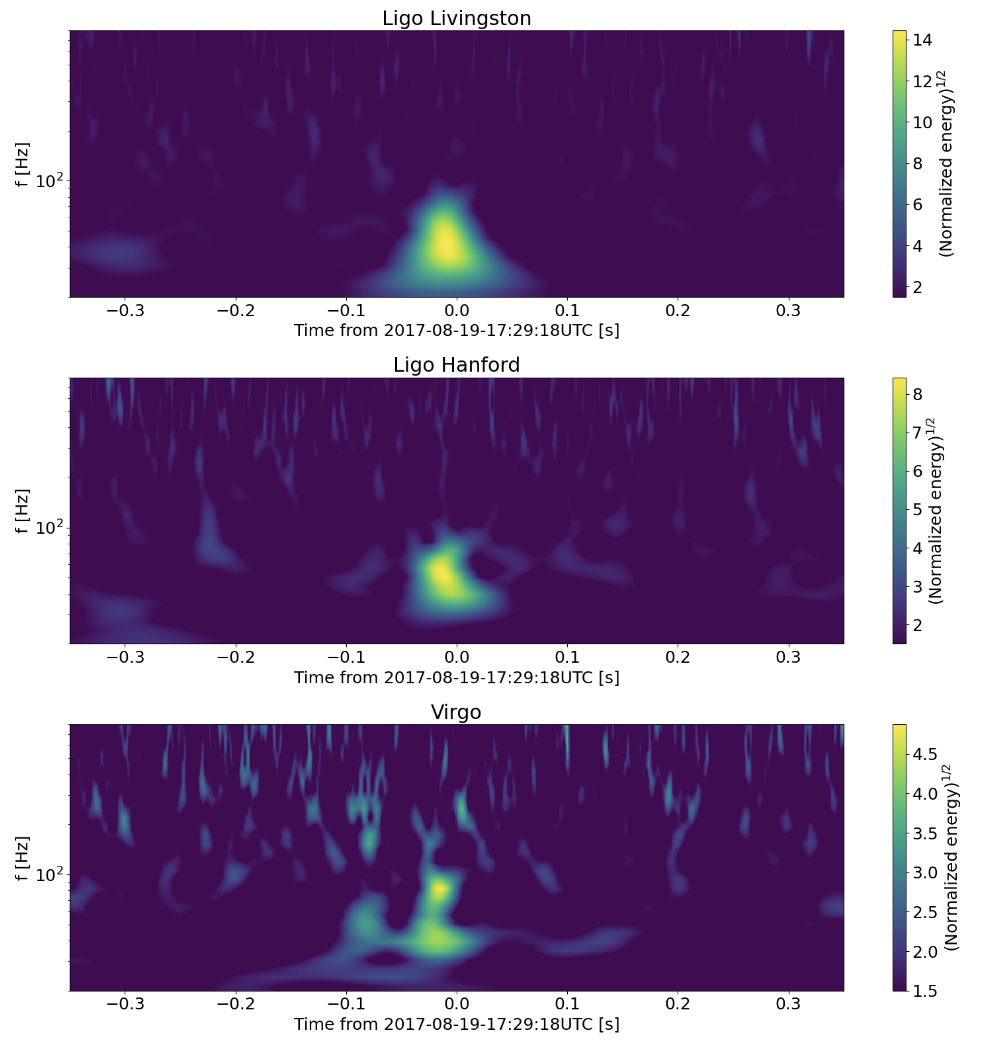 Ligo Livingston
f [Hz]
10²
−0.3 −0.2 −0.1 0.0 0.1 0.2 0.3
Time from 2017-08-19-17:29:18UTC [s]
14
12
10
8
6
4
2
(Normalized energy)^1/2
Ligo Hanford
f [Hz]
10²
−0.3 −0.2 −0.1 0.0 0.1 0.2 0.3
Time from 2017-08-19-17:29:18UTC [s]
8
7
6
5
4
3
2
(Normalized energy)^1/2
Virgo
f [Hz]
10²
−0.3 −0.2 −0.1 0.0 0.1 0.2 0.3
Time from 2017-08-19-17:29:18UTC [s]
4.5
4.0
3.5
3.0
2.5
2.0
1.5
(Normalized energy)^1/2